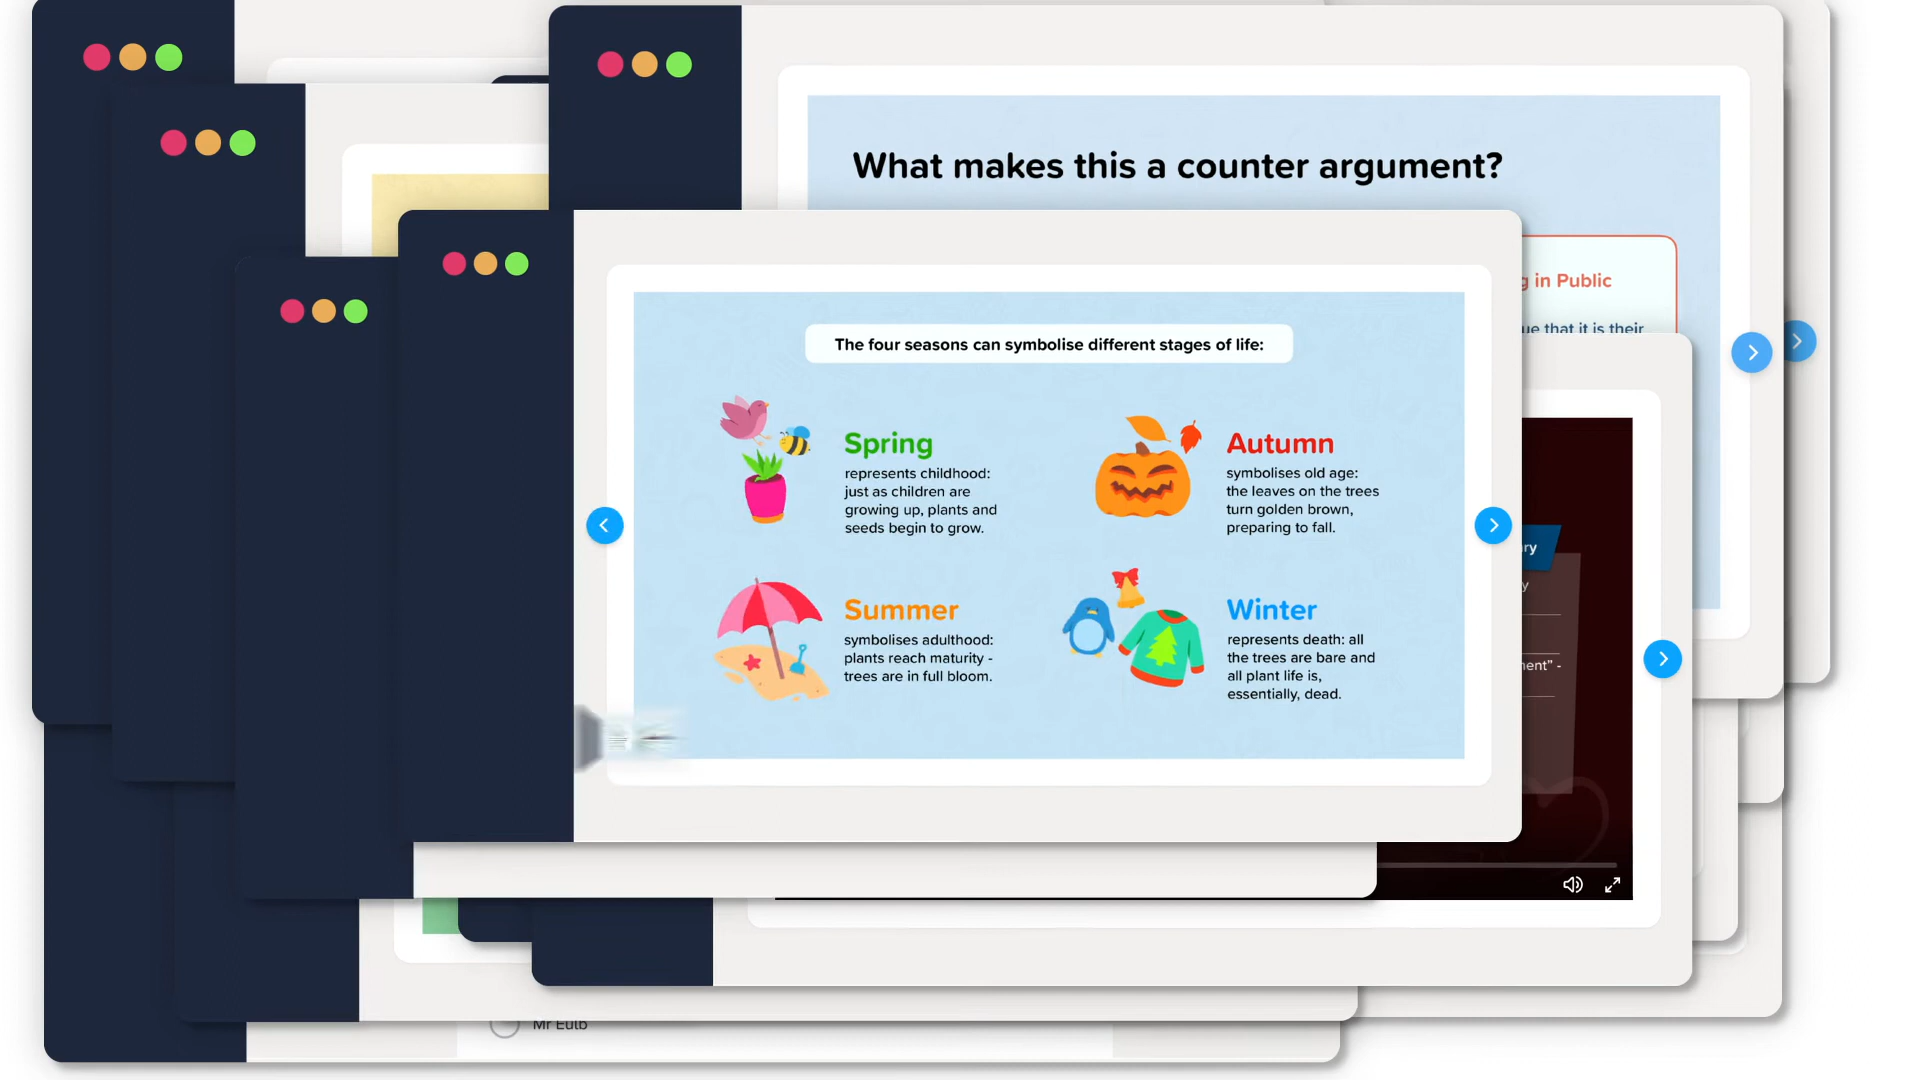 What makes this a counter argument?
in Public
that it is their
The four seasons can symbolise different stages of life:
Spring
represents childhood:
just as children are
growing up, plants and
seeds begin to grow.
Autumn
symbolises old age:
the leaves on the trees
turn golden brown,
preparing to fall.
Summer
symbolises adulthood:
plants reach maturity -
trees are in full bloom.
Winter
represents death: all
the trees are bare and
all plant life is,
essentially, dead.
Mr Eulb